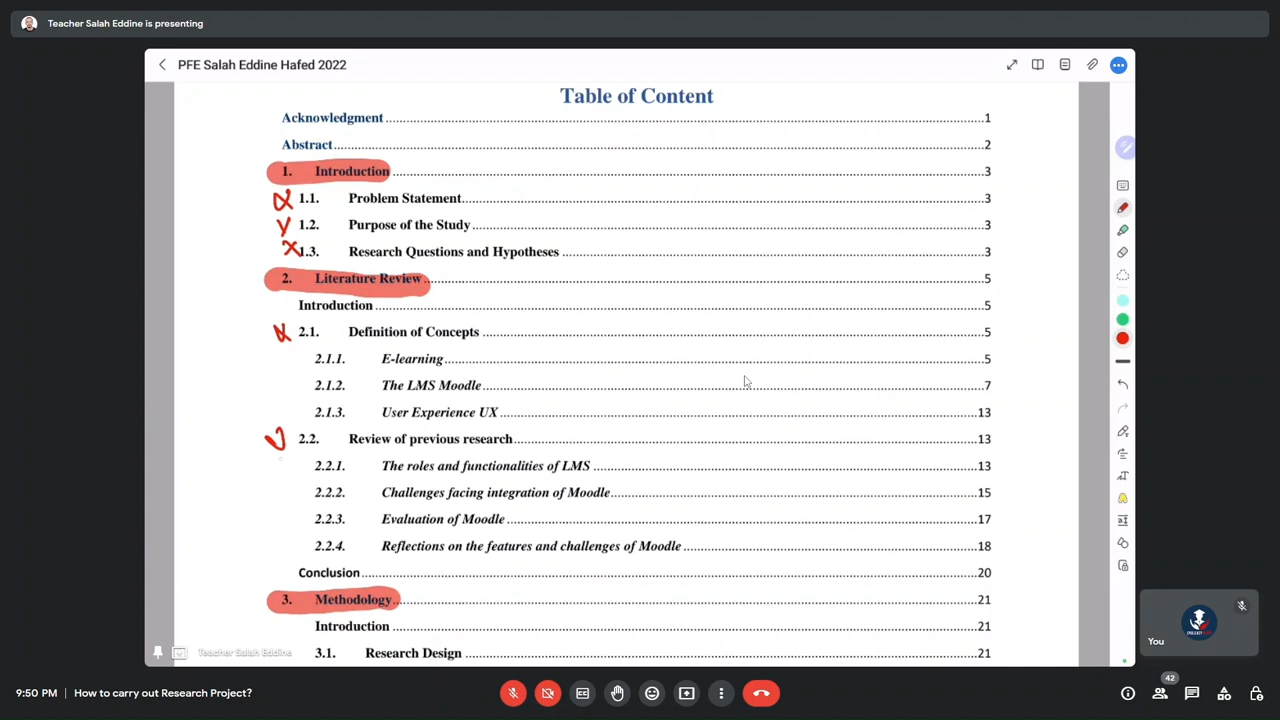 Teacher Salah Eddine is presenting
PFE Salah Eddine Hafed 2022
Table of Content
Acknowledgment 1
Abstract 2
1. Introduction 3
1.1. Problem Statement 3
1.2. Purpose of the Study 3
1.3. Research Questions and Hypotheses 3
2. Literature Review 5
Introduction 5
2.1. Definition of Concepts 5
2.1.1. E-learning 5
2.1.2. The LMS Moodle 7
2.1.3. User Experience UX 13
2.2. Review of previous research 13
2.2.1. The roles and functionalities of LMS 13
2.2.2. Challenges facing integration of Moodle 15
2.2.3. Evaluation of Moodle 17
2.2.4. Reflections on the features and challenges of Moodle 18
Conclusion 20
3. Methodology 21
Introduction 21
3.1. Research Design 21
Teacher Salah Eddine
You
9:50 PM | How to carry out Research Project?
42